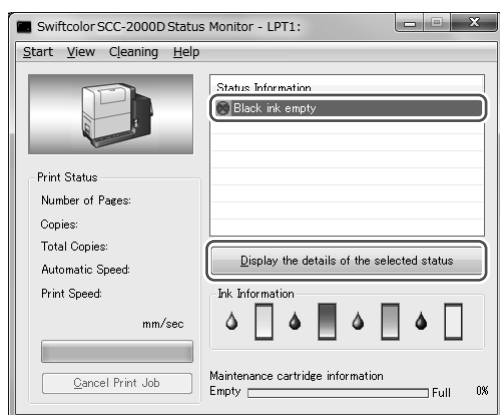 Swiftcolor SCC-2000D Status Monitor - LPT1:
Start View Cleaning Help
Status Information
Black ink empty
Print Status
Number of Pages:
Copies:
Total Copies:
Automatic Speed:
Print Speed:
mm/sec
Cancel Print Job
Display the details of the selected status
Ink Information
Maintenance cartridge information
Empty Full 0%